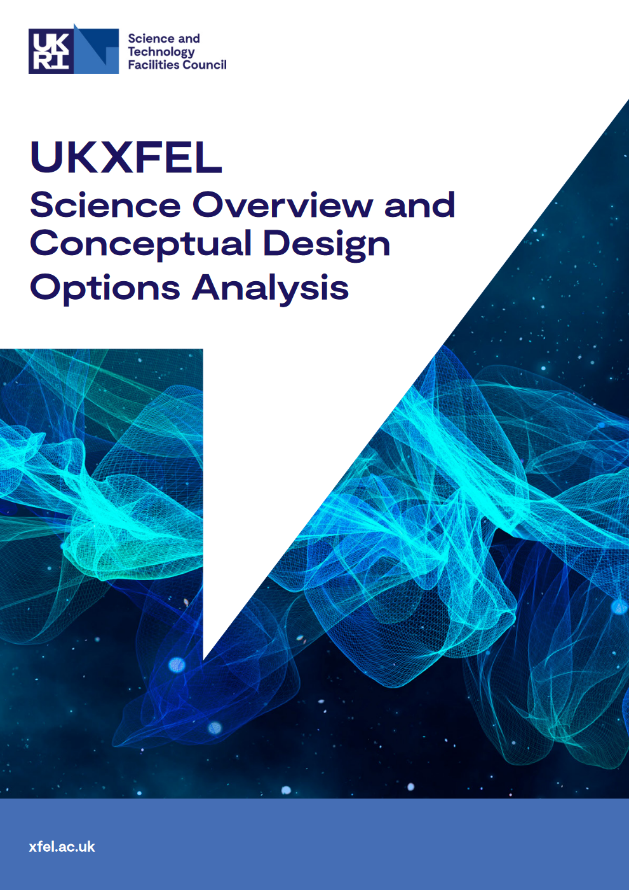 UK
RI
Science and
Technology
Facilities Council
UKXFEL
Science Overview and
Conceptual Design
Options Analysis
xfel.ac.uk